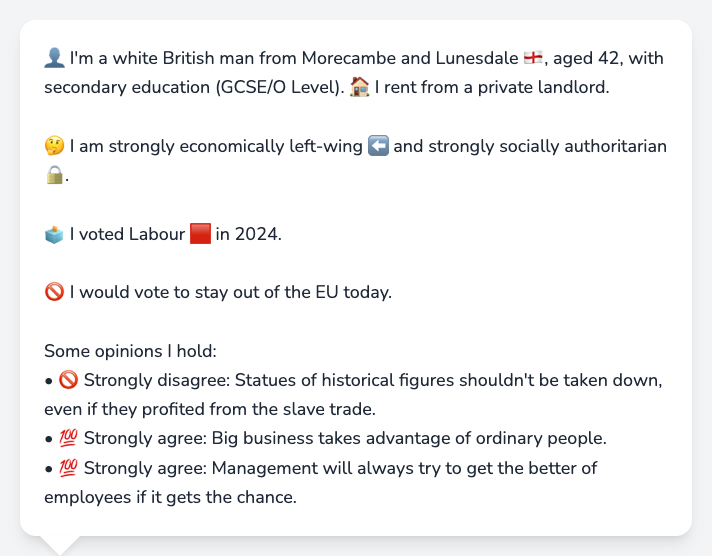 👤 I'm a white British man from Morecambe and Lunesdale 🏴󠁧󠁢󠁥󠁮󠁧󠁿, aged 42, with
secondary education (GCSE/O Level). 🏠 I rent from a private landlord.
🤔 I am strongly economically left-wing ⬅️ and strongly socially authoritarian
🔒.
🗳️ I voted Labour 🟥 in 2024.
🚫 I would vote to stay out of the EU today.
Some opinions I hold:
• 🚫 Strongly disagree: Statues of historical figures shouldn't be taken down,
even if they profited from the slave trade.
• 💯 Strongly agree: Big business takes advantage of ordinary people.
• 💯 Strongly agree: Management will always try to get the better of
employees if it gets the chance.